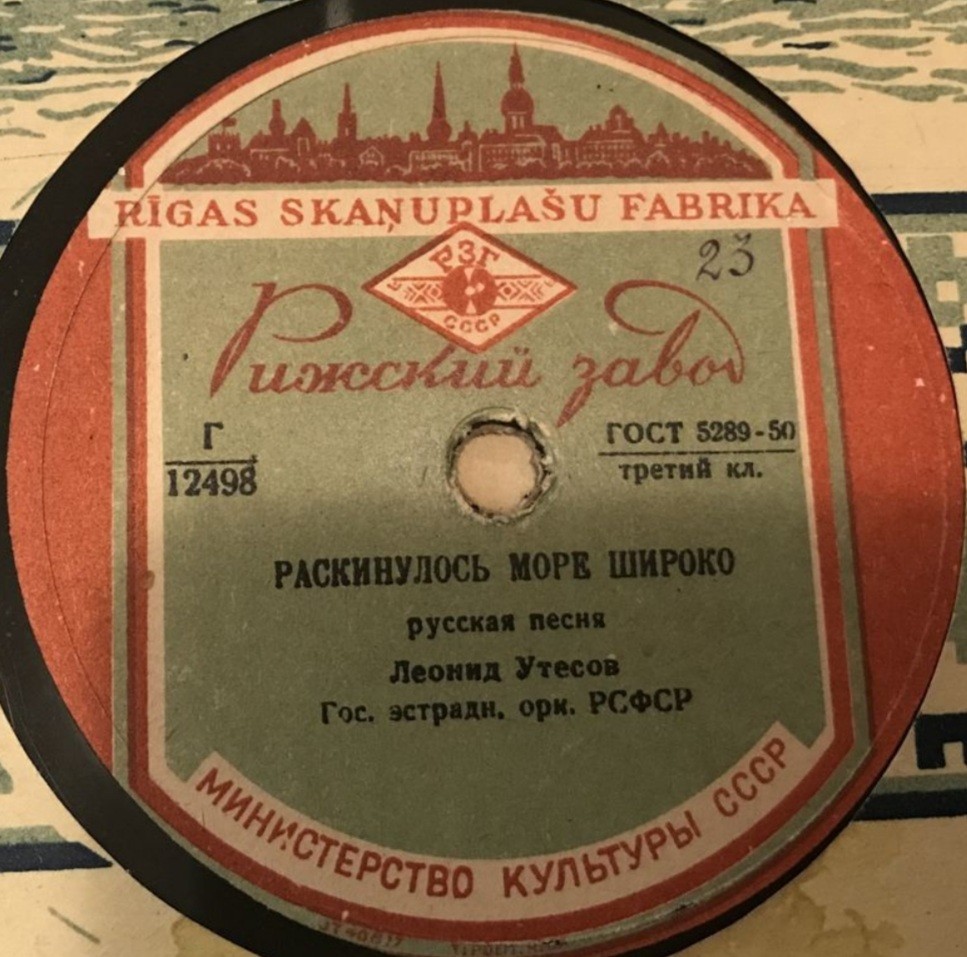 RĪGAS SKAŅUPLAŠU FABRIKA
23
РЗГ
СССР
Рижский завод
Г
12498
ГОСТ 5289-50
третий кл.
РАСКИНУЛОСЬ МОРЕ ШИРОКО
русская песня
Леонид Утесов
Гос. эстрадн. орк. РСФСР
МИНИСТЕРСТВО КУЛЬТУРЫ СССР